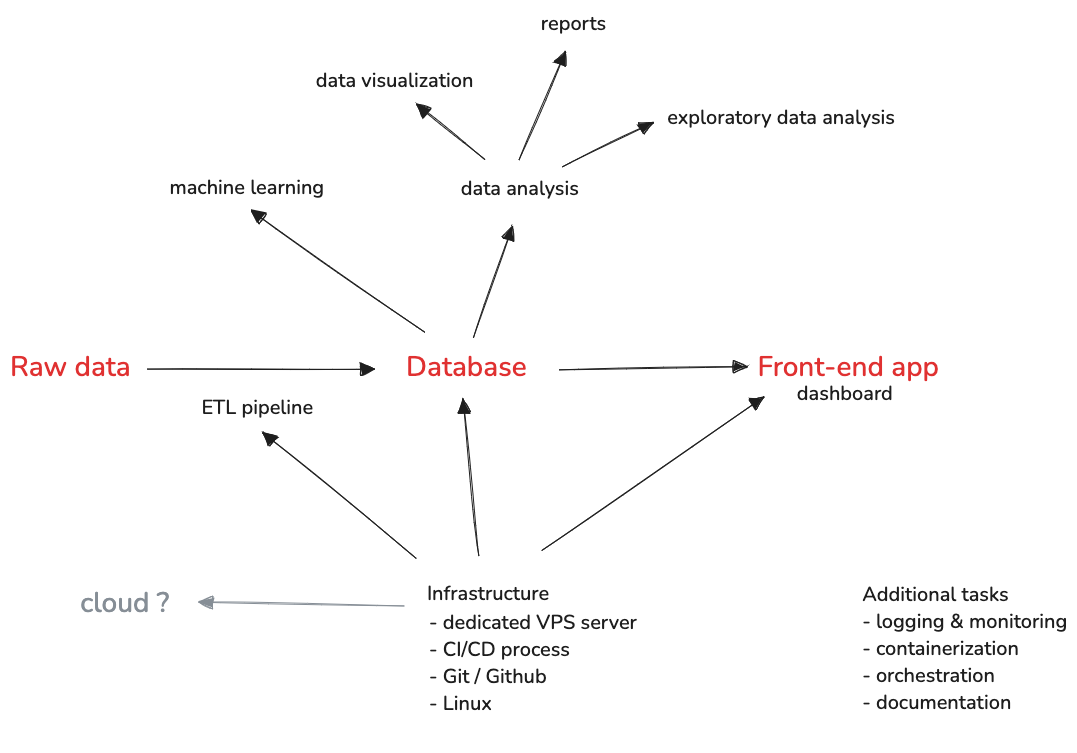 reports
data visualization
exploratory data analysis
machine learning
data analysis
Raw data
Database
Front-end app
dashboard
ETL pipeline
cloud ?
Infrastructure
- dedicated VPS server
- CI/CD process
- Git / Github
- Linux
Additional tasks
- logging & monitoring
- containerization
- orchestration
- documentation